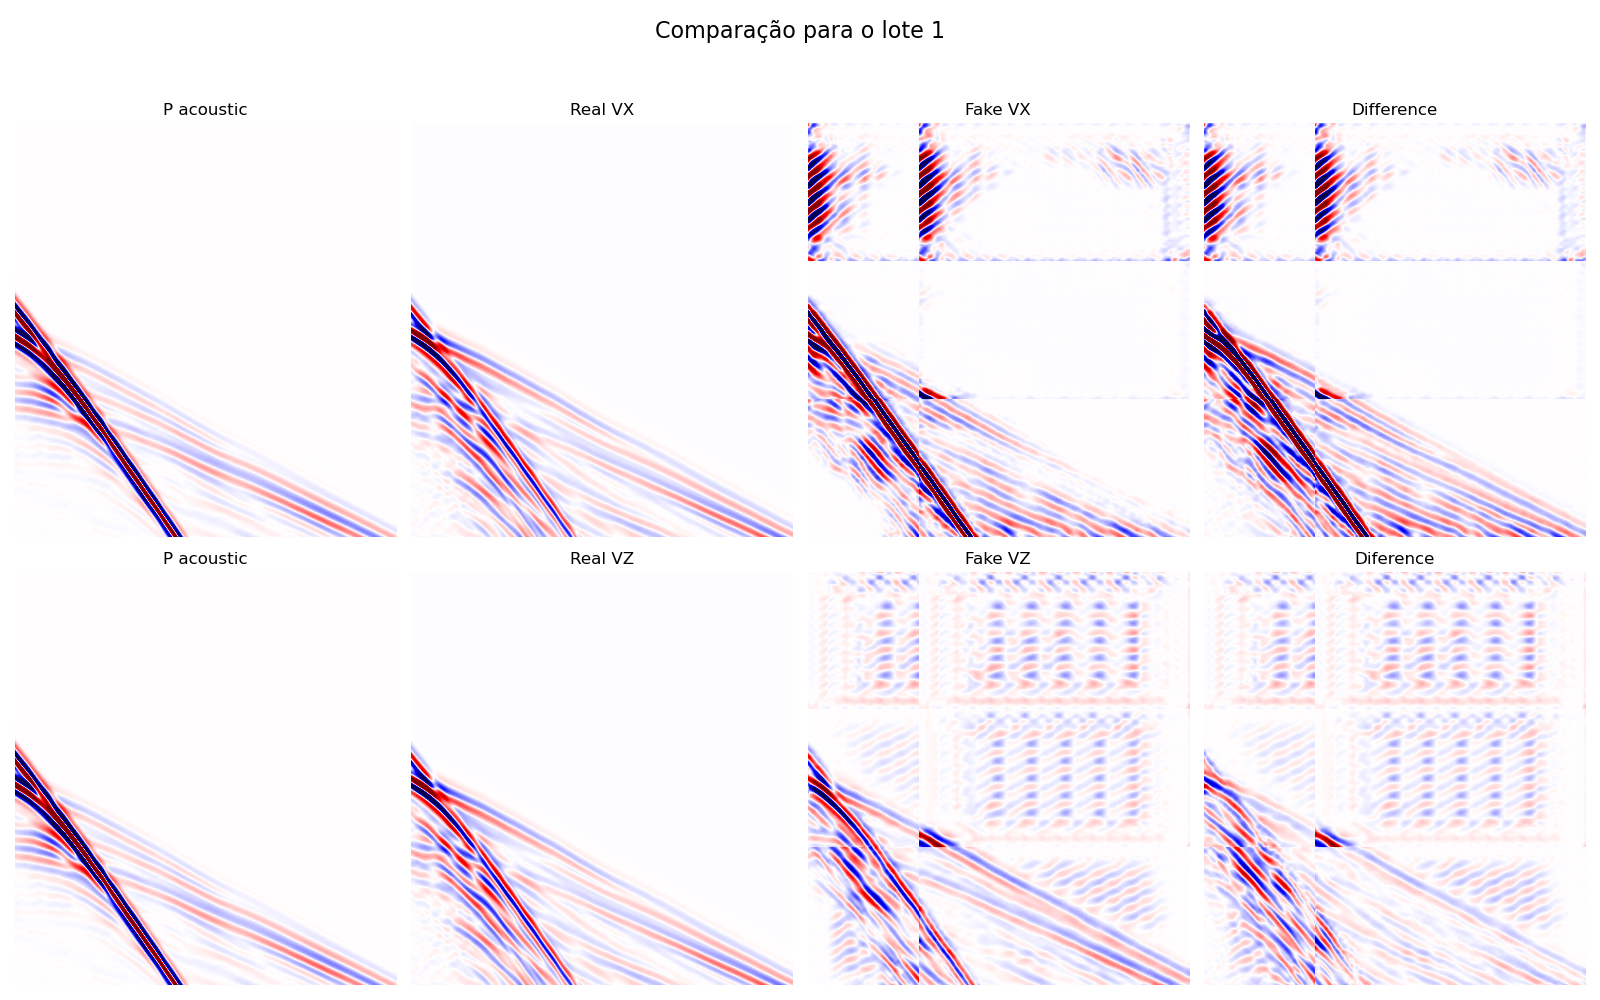 Comparação para o lote 1
P acoustic
Real VX
Fake VX
Difference
P acoustic
Real VZ
Fake VZ
Diference